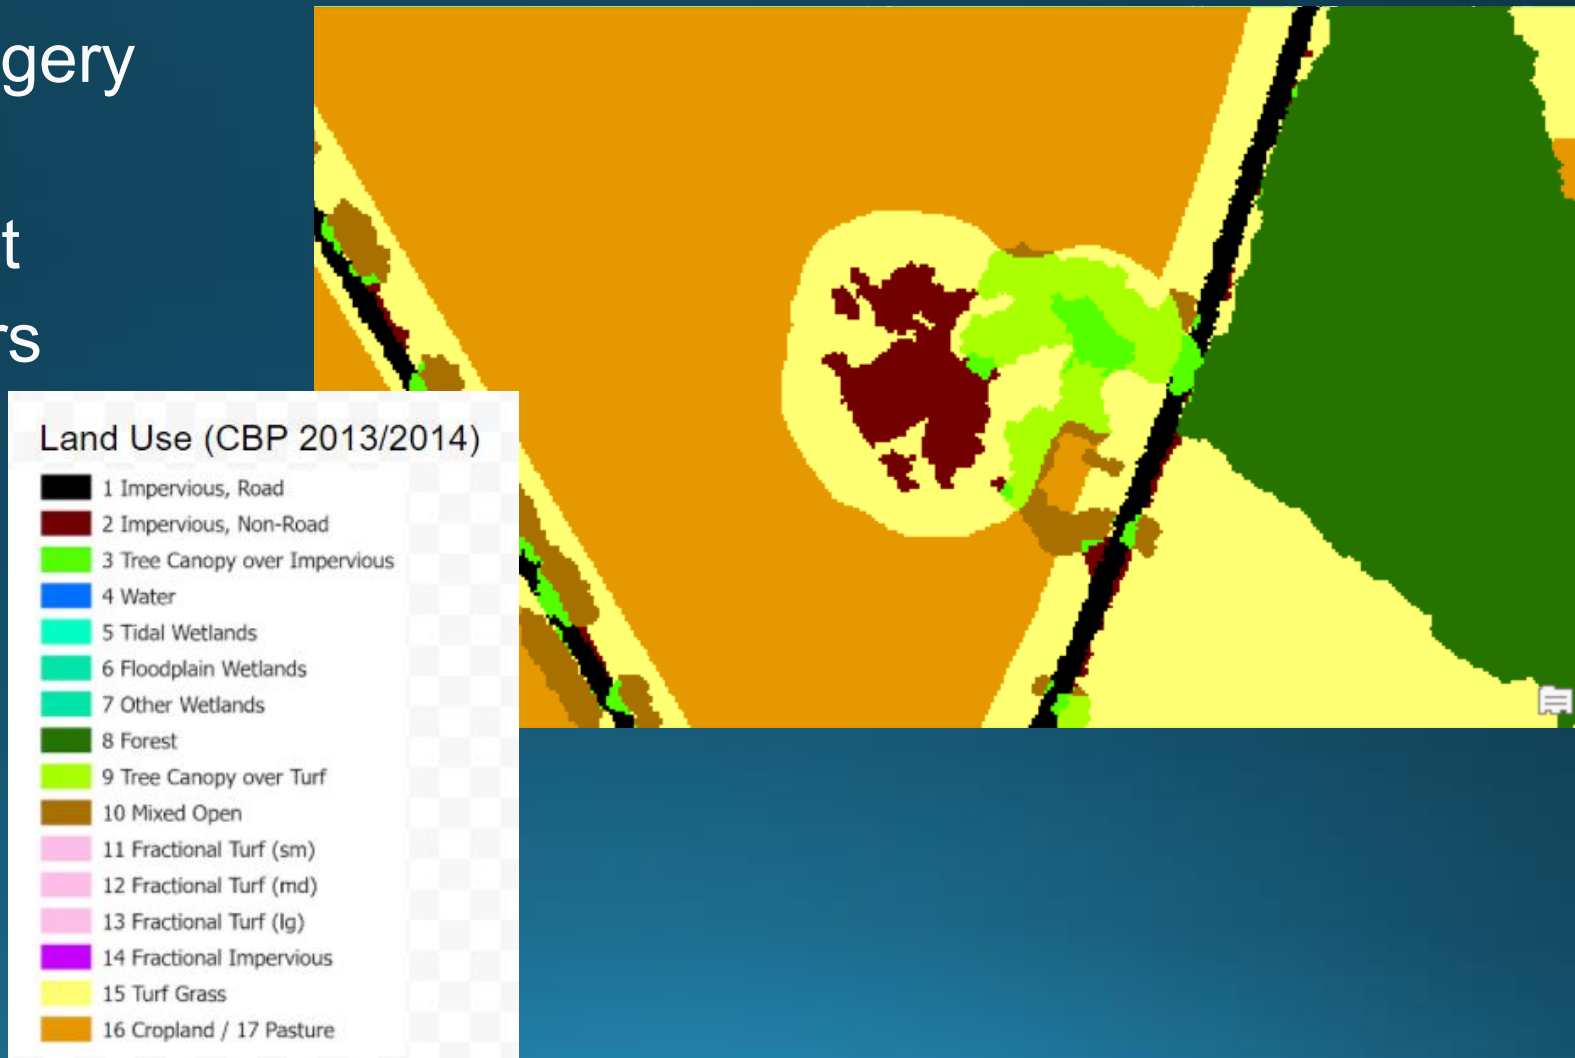 gery
t
rs
Land Use (CBP 2013/2014)
1 Impervious, Road
2 Impervious, Non-Road
3 Tree Canopy over Impervious
4 Water
5 Tidal Wetlands
6 Floodplain Wetlands
7 Other Wetlands
8 Forest
9 Tree Canopy over Turf
10 Mixed Open
11 Fractional Turf (sm)
12 Fractional Turf (md)
13 Fractional Turf (lg)
14 Fractional Impervious
15 Turf Grass
16 Cropland / 17 Pasture